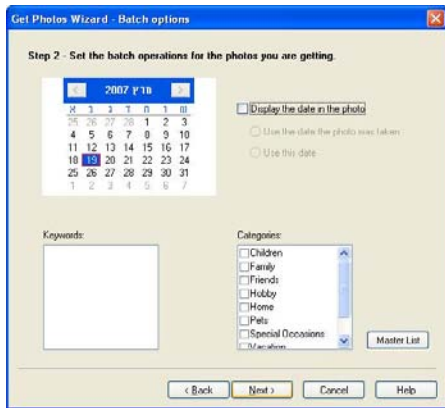 Get Photos Wizard - Batch options
Step 2 - Set the batch operations for the photos you are getting.
מרץ 2007
א ב ג ד ה ו ש
25 26 27 28 1 2 3
4 5 6 7 8 9 10
11 12 13 14 15 16 17
18 19 20 21 22 23 24
25 26 27 28 29 30 31
1 2 3 4 5 6 7
Display the date in the photo
Use the date the photo was taken
Use this date
Keywords:
Categories:
Children
Family
Friends
Hobby
Home
Pets
Special Occasions
Vacation
Master List
< Back
Next >
Cancel
Help